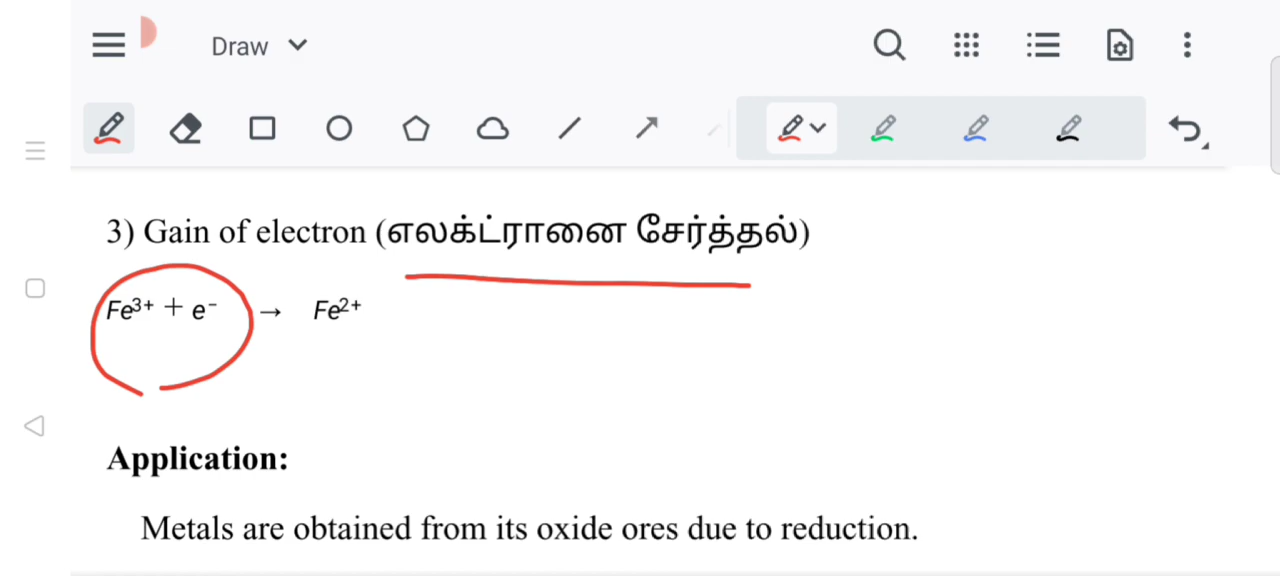 Draw
3) Gain of electron (எலக்ட்ரானை சேர்த்தல்)
Fe³⁺ + e⁻ → Fe²⁺
Application:
Metals are obtained from its oxide ores due to reduction.